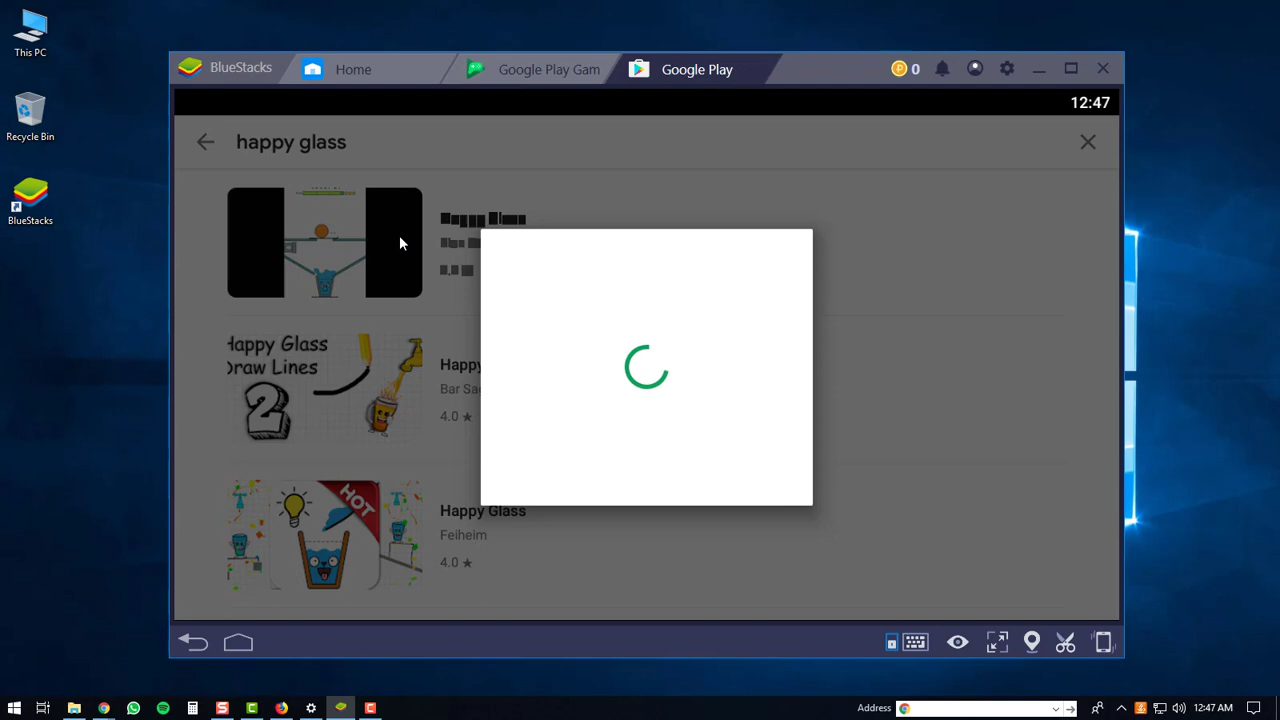 This PC
Recycle Bin
BlueStacks
BlueStacks
Home
Google Play Gam
Google Play
0
12:47
happy glass
Happy Glass
Draw Lines
2
Happy
Bar Sa
4.0 ★
HOT
Happy Glass
Feiheim
4.0 ★
Address
12:47 AM